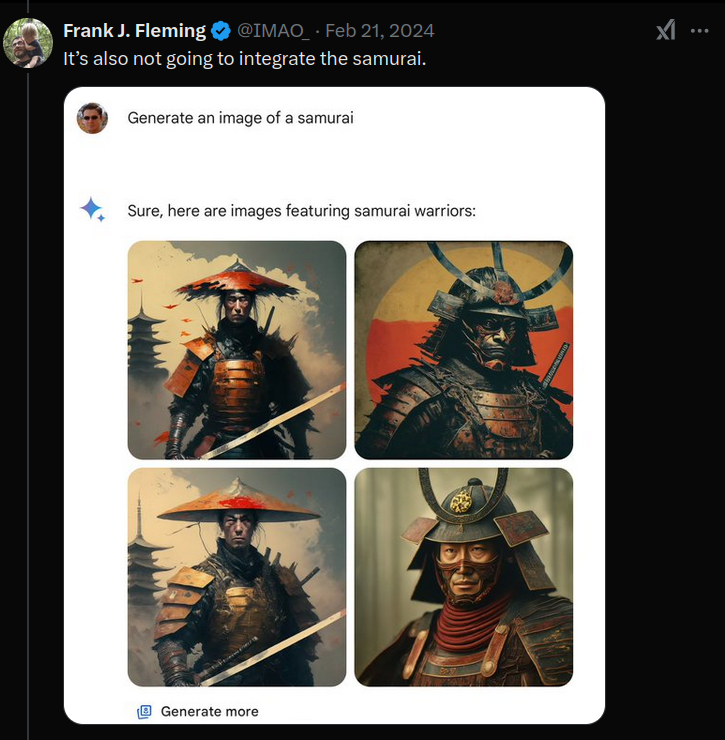 Frank J. Fleming @IMAO_ · Feb 21, 2024
It’s also not going to integrate the samurai.
Generate an image of a samurai
Sure, here are images featuring samurai warriors:
Generate more